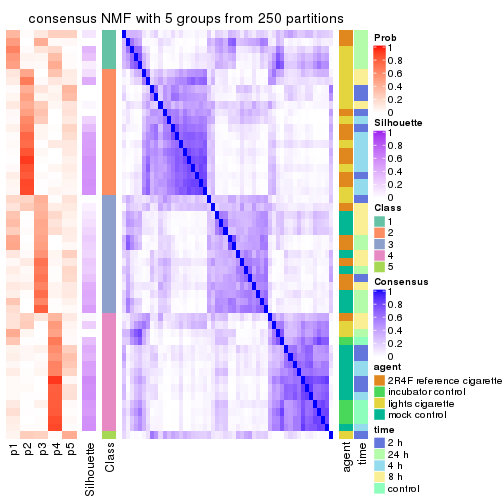 consensus NMF with 5 groups from 250 partitions
Prob
1
0.8
0.6
0.4
0.2
0
Silhouette
1
0.8
0.6
0.4
0.2
0
Class
1
2
3
4
5
Consensus
1
0.8
0.6
0.4
0.2
0
agent
2R4F reference cigarette
incubator control
lights cigarette
mock control
time
2 h
24 h
4 h
8 h
control
p1
p2
p3
p4
p5
Silhouette
Class
agent
time